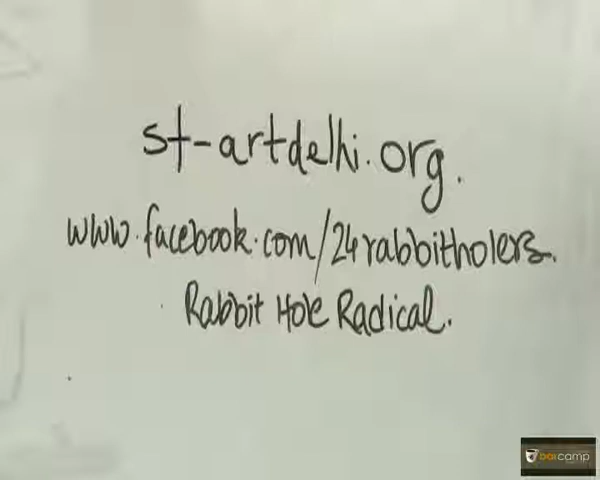 st-artdelhi.org.
www.facebook.com/24rabbitholers.
Rabbit Hole Radical.
barcamp